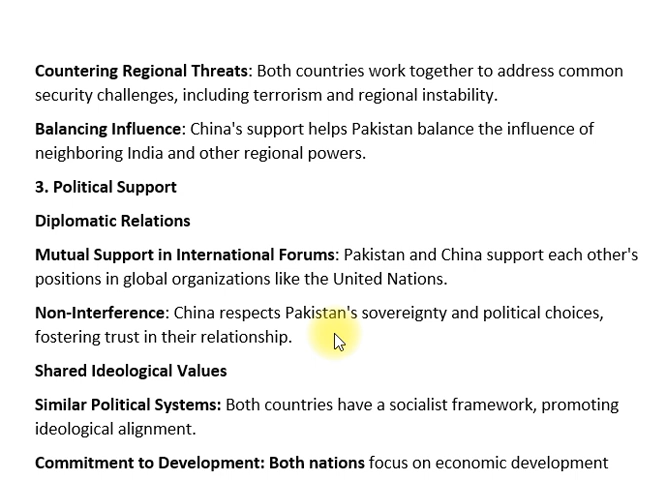 Countering Regional Threats: Both countries work together to address common
security challenges, including terrorism and regional instability.
Balancing Influence: China's support helps Pakistan balance the influence of
neighboring India and other regional powers.
3. Political Support
Diplomatic Relations
Mutual Support in International Forums: Pakistan and China support each other's
positions in global organizations like the United Nations.
Non-Interference: China respects Pakistan's sovereignty and political choices,
fostering trust in their relationship.
Shared Ideological Values
Similar Political Systems: Both countries have a socialist framework, promoting
ideological alignment.
Commitment to Development: Both nations focus on economic development